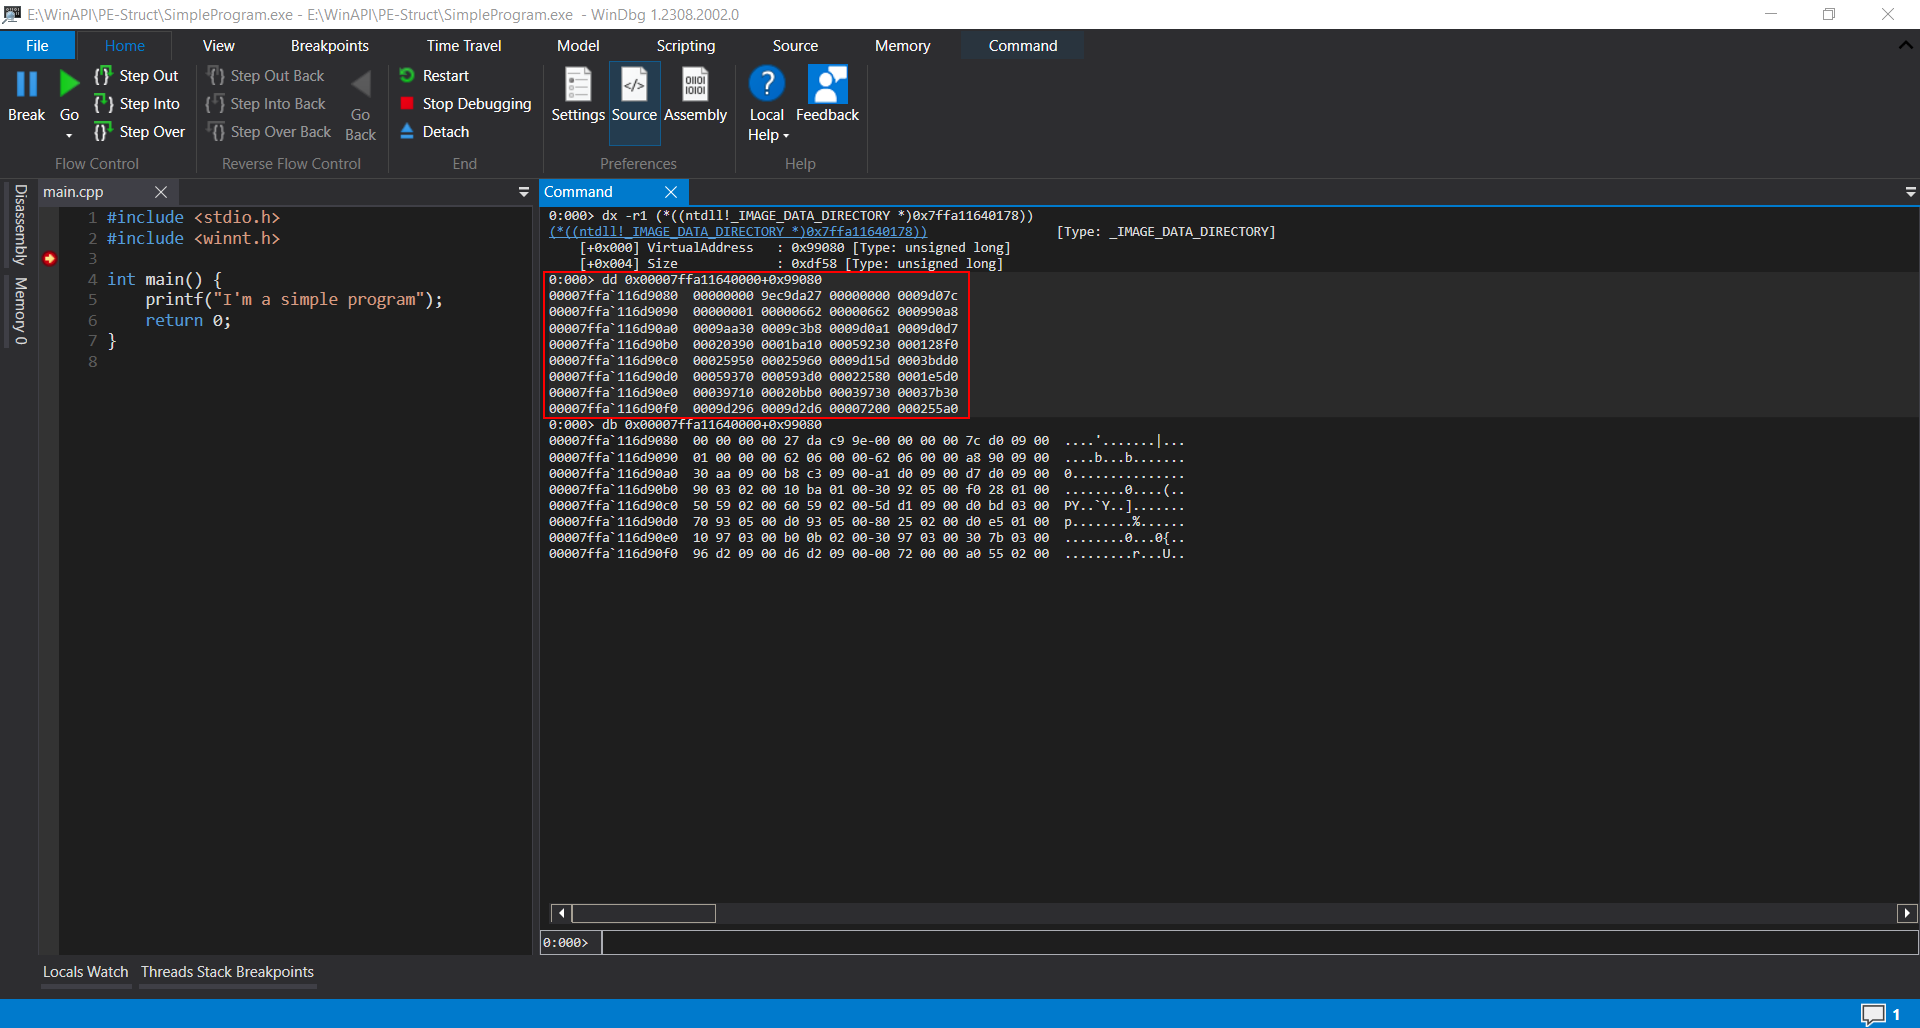 E:\WinAPI\PE-Struct\SimpleProgram.exe - E:\WinAPI\PE-Struct\SimpleProgram.exe  - WinDbg 1.2308.2002.0
File Home View Breakpoints Time Travel Model Scripting Source Memory Command
Break
Go
Step Out
Step Into
Step Over
Flow Control
Step Out Back
Step Into Back
Step Over Back
Go Back
Reverse Flow Control
Restart
Stop Debugging
Detach
End
Settings Source Assembly
Preferences
Local Help
Feedback
Help
Disassembly
Memory 0
main.cpp
1 #include <stdio.h>
2 #include <winnt.h>
3
4 int main() {
5     printf("I'm a simple program");
6     return 0;
7 }
8
Command
0:000> dx -r1 (*((ntdll!_IMAGE_DATA_DIRECTORY *)0x7ffa11640178))
(*((ntdll!_IMAGE_DATA_DIRECTORY *)0x7ffa11640178))                 [Type: _IMAGE_DATA_DIRECTORY]
    [+0x000] VirtualAddress   : 0x99080 [Type: unsigned long]
    [+0x004] Size             : 0xdf58 [Type: unsigned long]
0:000> dd 0x00007ffa11640000+0x99080
00007ffa`116d9080  00000000 9ec9da27 00000000 0009d07c
00007ffa`116d9090  00000001 00000662 00000662 000990a8
00007ffa`116d90a0  0009aa30 0009c3b8 0009d0a1 0009d0d7
00007ffa`116d90b0  00020390 0001ba10 00059230 000128f0
00007ffa`116d90c0  00025950 00025960 0009d15d 0003bdd0
00007ffa`116d90d0  00059370 000593d0 00022580 0001e5d0
00007ffa`116d90e0  00039710 00020bb0 00039730 00037b30
00007ffa`116d90f0  0009d296 0009d2d6 00007200 000255a0
0:000> db 0x00007ffa11640000+0x99080
00007ffa`116d9080  00 00 00 00 27 da c9 9e-00 00 00 00 7c d0 09 00  ....'.......|...
00007ffa`116d9090  01 00 00 00 62 06 00 00-62 06 00 00 a8 90 09 00  ....b...b.......
00007ffa`116d90a0  30 aa 09 00 b8 c3 09 00-a1 d0 09 00 d7 d0 09 00  0...............
00007ffa`116d90b0  90 03 02 00 10 ba 01 00-30 92 05 00 f0 28 01 00  ........0....(..
00007ffa`116d90c0  50 59 02 00 60 59 02 00-5d d1 09 00 d0 bd 03 00  PY..`Y..].......
00007ffa`116d90d0  70 93 05 00 d0 93 05 00-80 25 02 00 d0 e5 01 00  p........%......
00007ffa`116d90e0  10 97 03 00 b0 0b 02 00-30 97 03 00 30 7b 03 00  ........0...0{..
00007ffa`116d90f0  96 d2 09 00 d6 d2 09 00-00 72 00 00 a0 55 02 00  .........r...U..
0:000>
Locals Watch Threads Stack Breakpoints
1